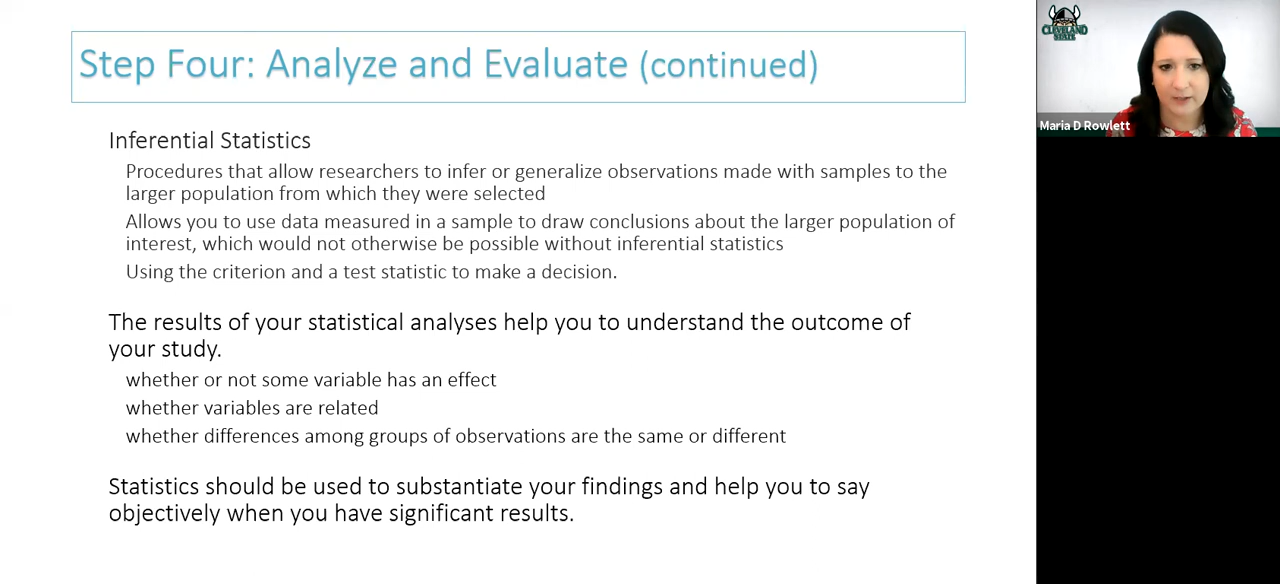 Step Four: Analyze and Evaluate (continued)
Inferential Statistics
Procedures that allow researchers to infer or generalize observations made with samples to the
larger population from which they were selected
Allows you to use data measured in a sample to draw conclusions about the larger population of
interest, which would not otherwise be possible without inferential statistics
Using the criterion and a test statistic to make a decision.
The results of your statistical analyses help you to understand the outcome of
your study.
whether or not some variable has an effect
whether variables are related
whether differences among groups of observations are the same or different
Statistics should be used to substantiate your findings and help you to say
objectively when you have significant results.
CLEVELAND
STATE
Maria D Rowlett